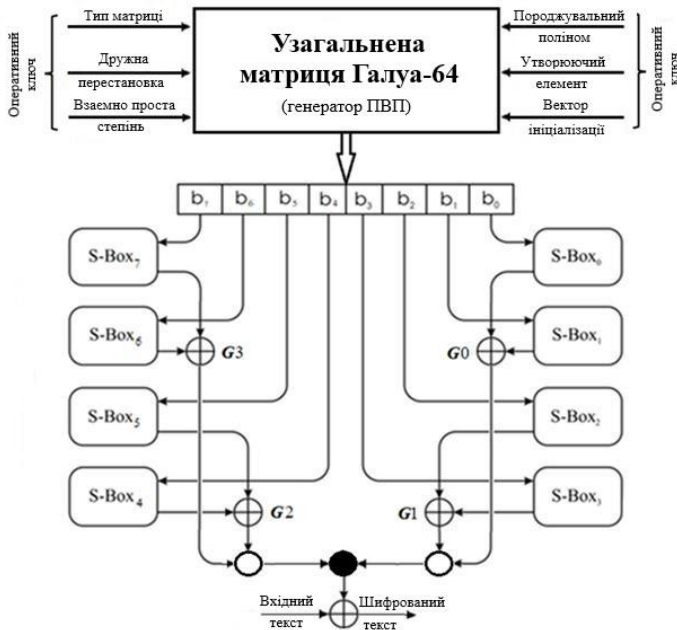 Оперативний
ключ
Тип матриці
Дружна
перестановка
Взаємно проста
степінь
Узагальнена
матриця Галуа-64
(генератор ПВП)
Породжувальний
поліном
Утворюючий
елемент
Вектор
ініціалізації
Оперативний
ключ
b₇ b₆ b₅ b₄ b₃ b₂ b₁ b₀
S-Box₇
S-Box₀
S-Box₆
S-Box₁
G3
G0
S-Box₅
S-Box₂
S-Box₄
S-Box₃
G2
G1
Вхідний
текст
Шифрований
текст